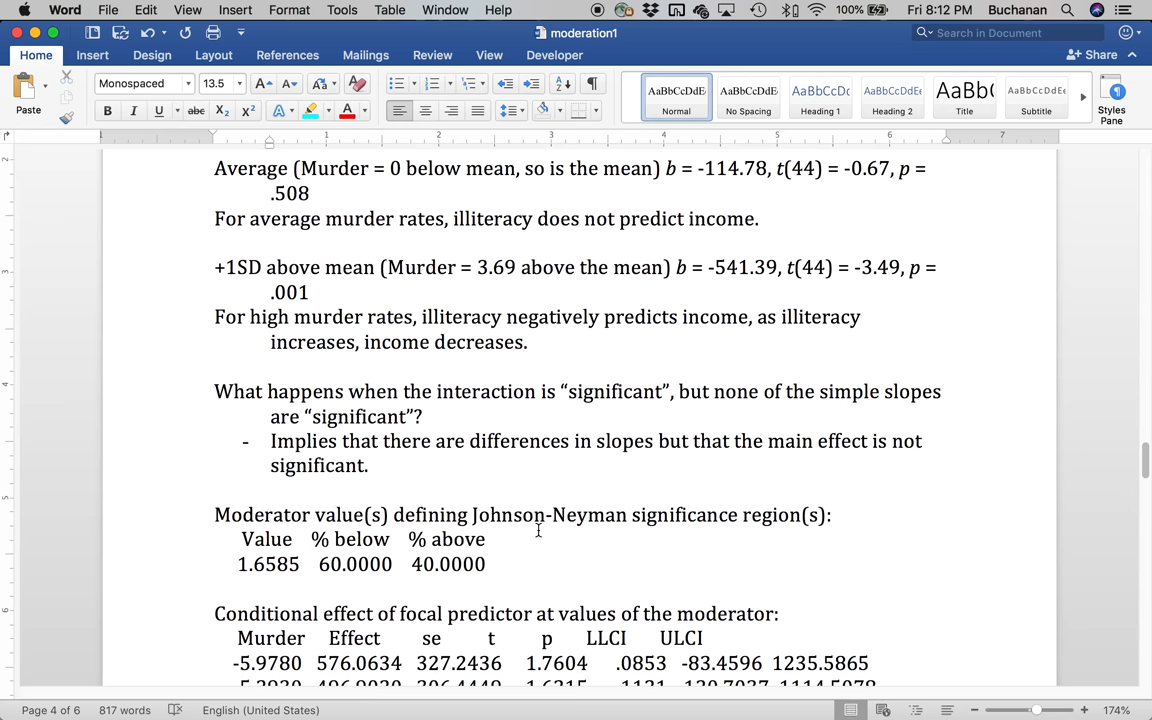 Word File Edit View Insert Format Tools Table Window Help 100% Fri 8:12 PM Buchanan
moderation1
Search in Document
Home Insert Design Layout References Mailings Review View Developer Share
Paste
Monospaced 13.5
AaBbCcDdE AaBbCcDdE AaBbCcDc AaBbCcDdE AaBb( AaBbCcDdE
Normal No Spacing Heading 1 Heading 2 Title Subtitle
Styles
Pane
Average (Murder = 0 below mean, so is the mean) b = -114.78, t(44) = -0.67, p =
.508
For average murder rates, illiteracy does not predict income.
+1SD above mean (Murder = 3.69 above the mean) b = -541.39, t(44) = -3.49, p =
.001
For high murder rates, illiteracy negatively predicts income, as illiteracy
increases, income decreases.
What happens when the interaction is “significant”, but none of the simple slopes
are “significant”?
- Implies that there are differences in slopes but that the main effect is not
significant.
Moderator value(s) defining Johnson-Neyman significance region(s):
Value % below % above
1.6585 60.0000 40.0000
Conditional effect of focal predictor at values of the moderator:
Murder Effect se t p LLCI ULCI
-5.9780 576.0634 327.2436 1.7604 .0853 -83.4596 1235.5865
Page 4 of 6 817 words English (United States) 174%